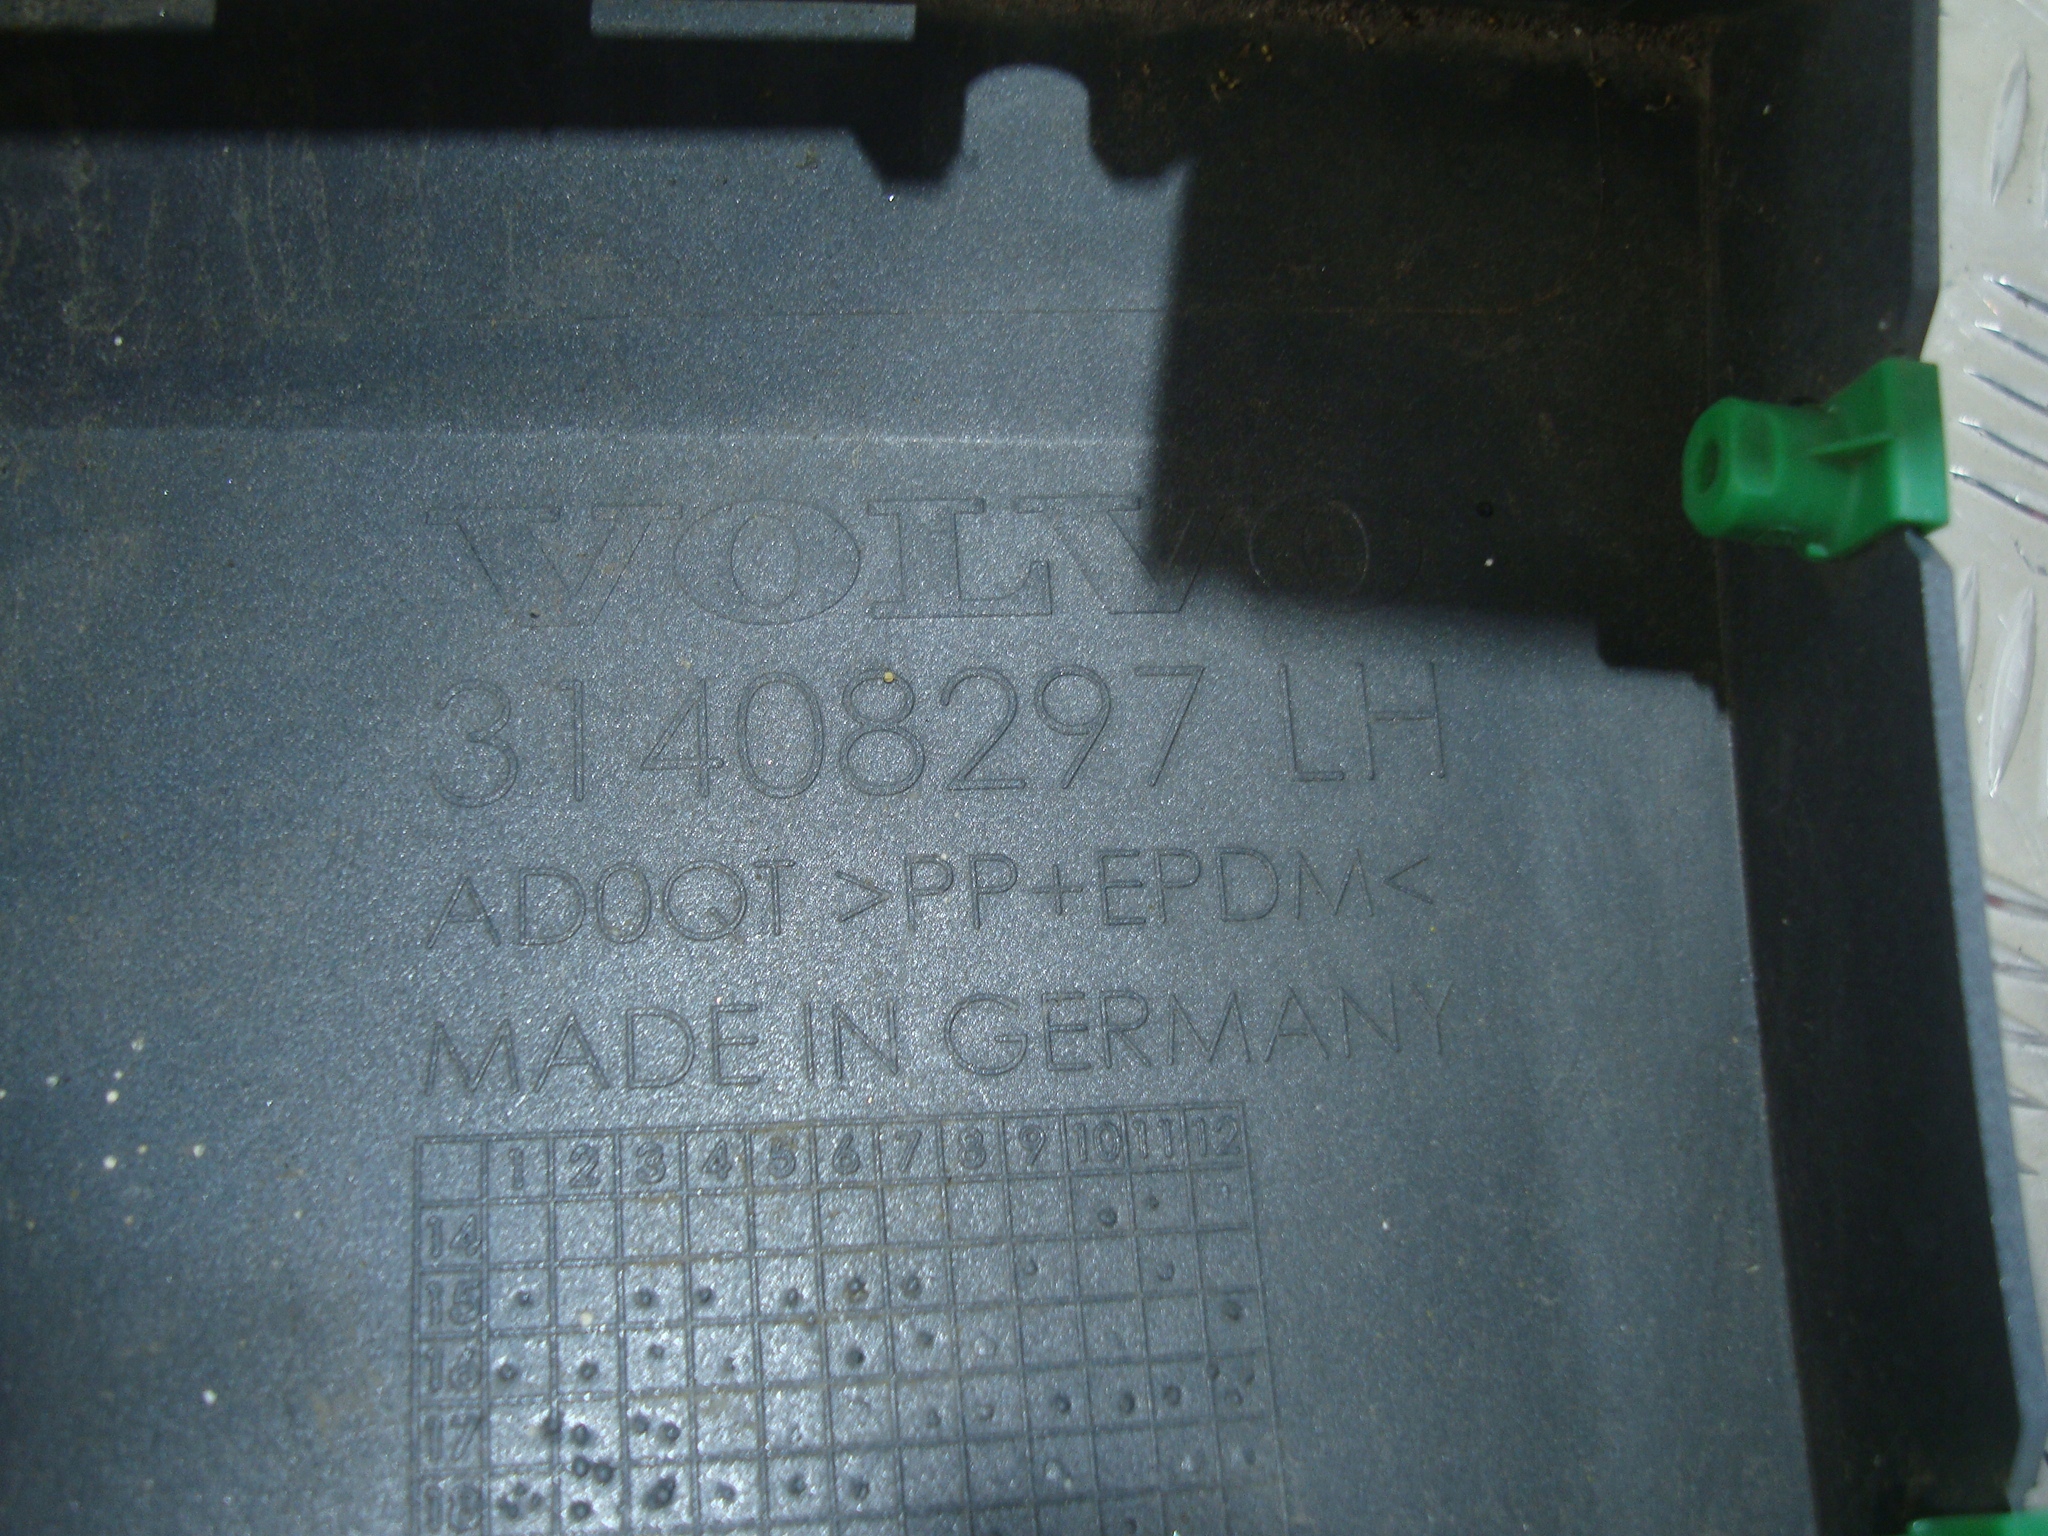 VOLVO
31408297 LH
AD0QT >PP+EPDM<
MADE IN GERMANY
1 2 3 4 5 6 7 8 9 10 11 12
14
15
16
17
18